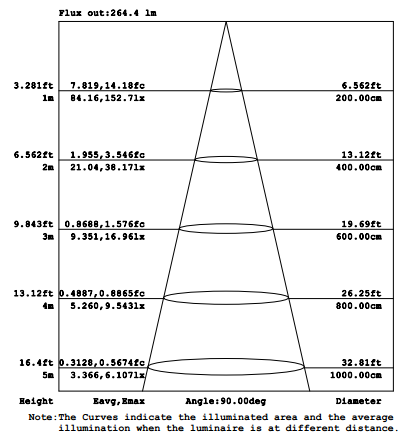 Flux out:264.4 lm
3.281ft 7.819,14.18fc 6.562ft
1m 84.16,152.7lx 200.00cm
6.562ft 1.955,3.546fc 13.12ft
2m 21.04,38.17lx 400.00cm
9.843ft 0.8688,1.576fc 19.69ft
3m 9.351,16.96lx 600.00cm
13.12ft 0.4887,0.8865fc 26.25ft
4m 5.260,9.543lx 800.00cm
16.4ft 0.3128,0.5674fc 32.81ft
5m 3.366,6.107lx 1000.00cm
Height Eavg,Emax Angle:90.00deg Diameter
Note:The Curves indicate the illuminated area and the average
illumination when the luminaire is at different distance.